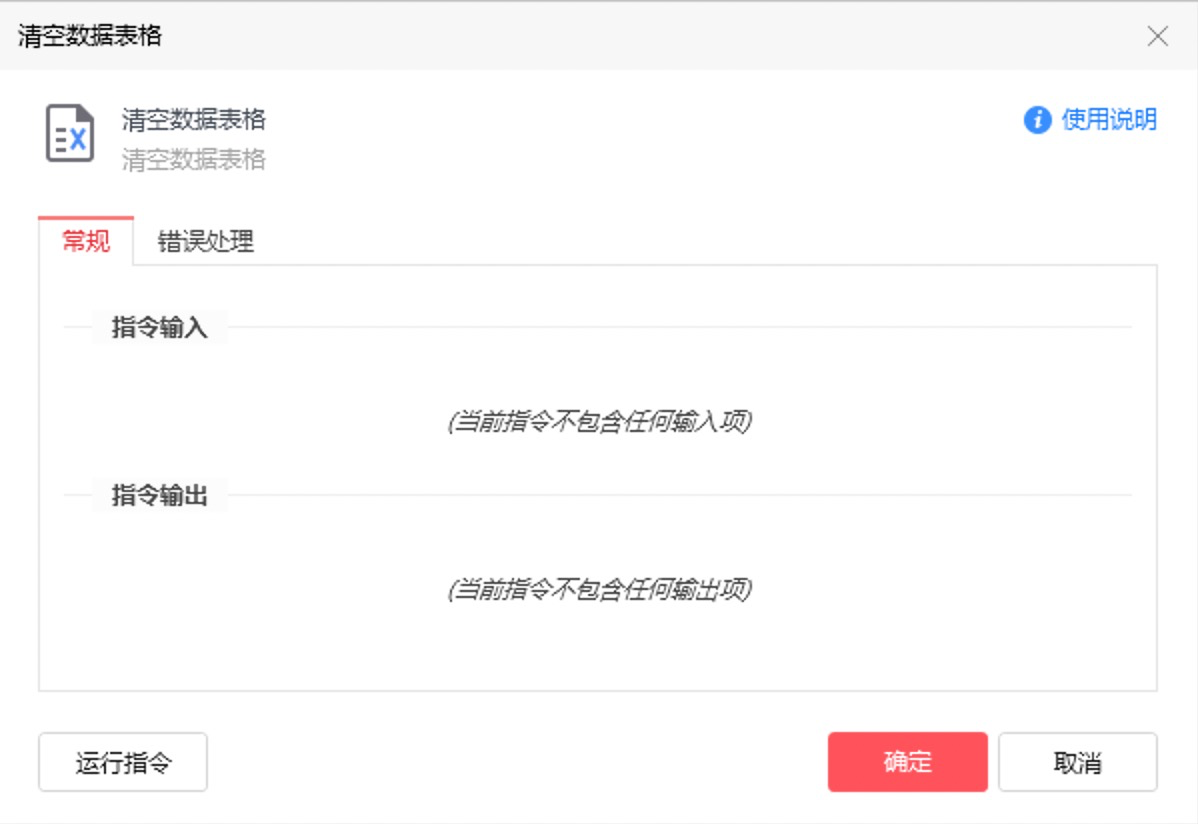 清空数据表格
清空数据表格
使用说明
清空数据表格
常规
错误处理
指令输入
(当前指令不包含任何输入项)
指令输出
(当前指令不包含任何输出项)
运行指令
确定
取消